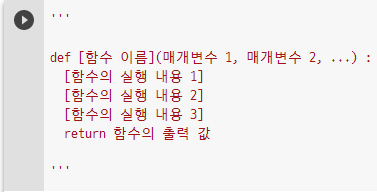 '''
def [함수 이름](매개변수 1, 매개변수 2, ...) :
[함수의 실행 내용 1]
[함수의 실행 내용 2]
[함수의 실행 내용 3]
return 함수의 출력 값
'''